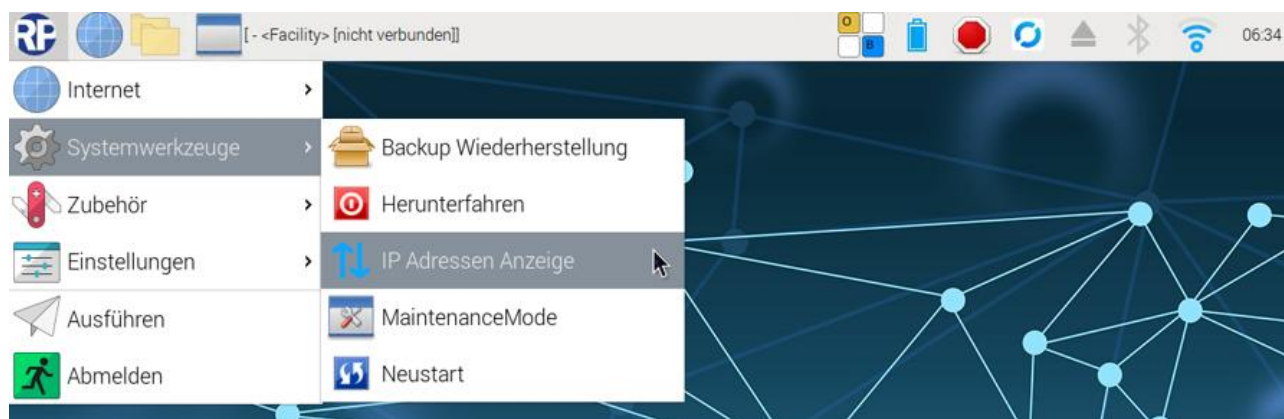 RP
[ - <Facility> [nicht verbunden]]
O
B
06:34
Internet
Systemwerkzeuge
Backup Wiederherstellung
Zubehör
Herunterfahren
Einstellungen
IP Adressen Anzeige
Ausführen
MaintenanceMode
Abmelden
Neustart